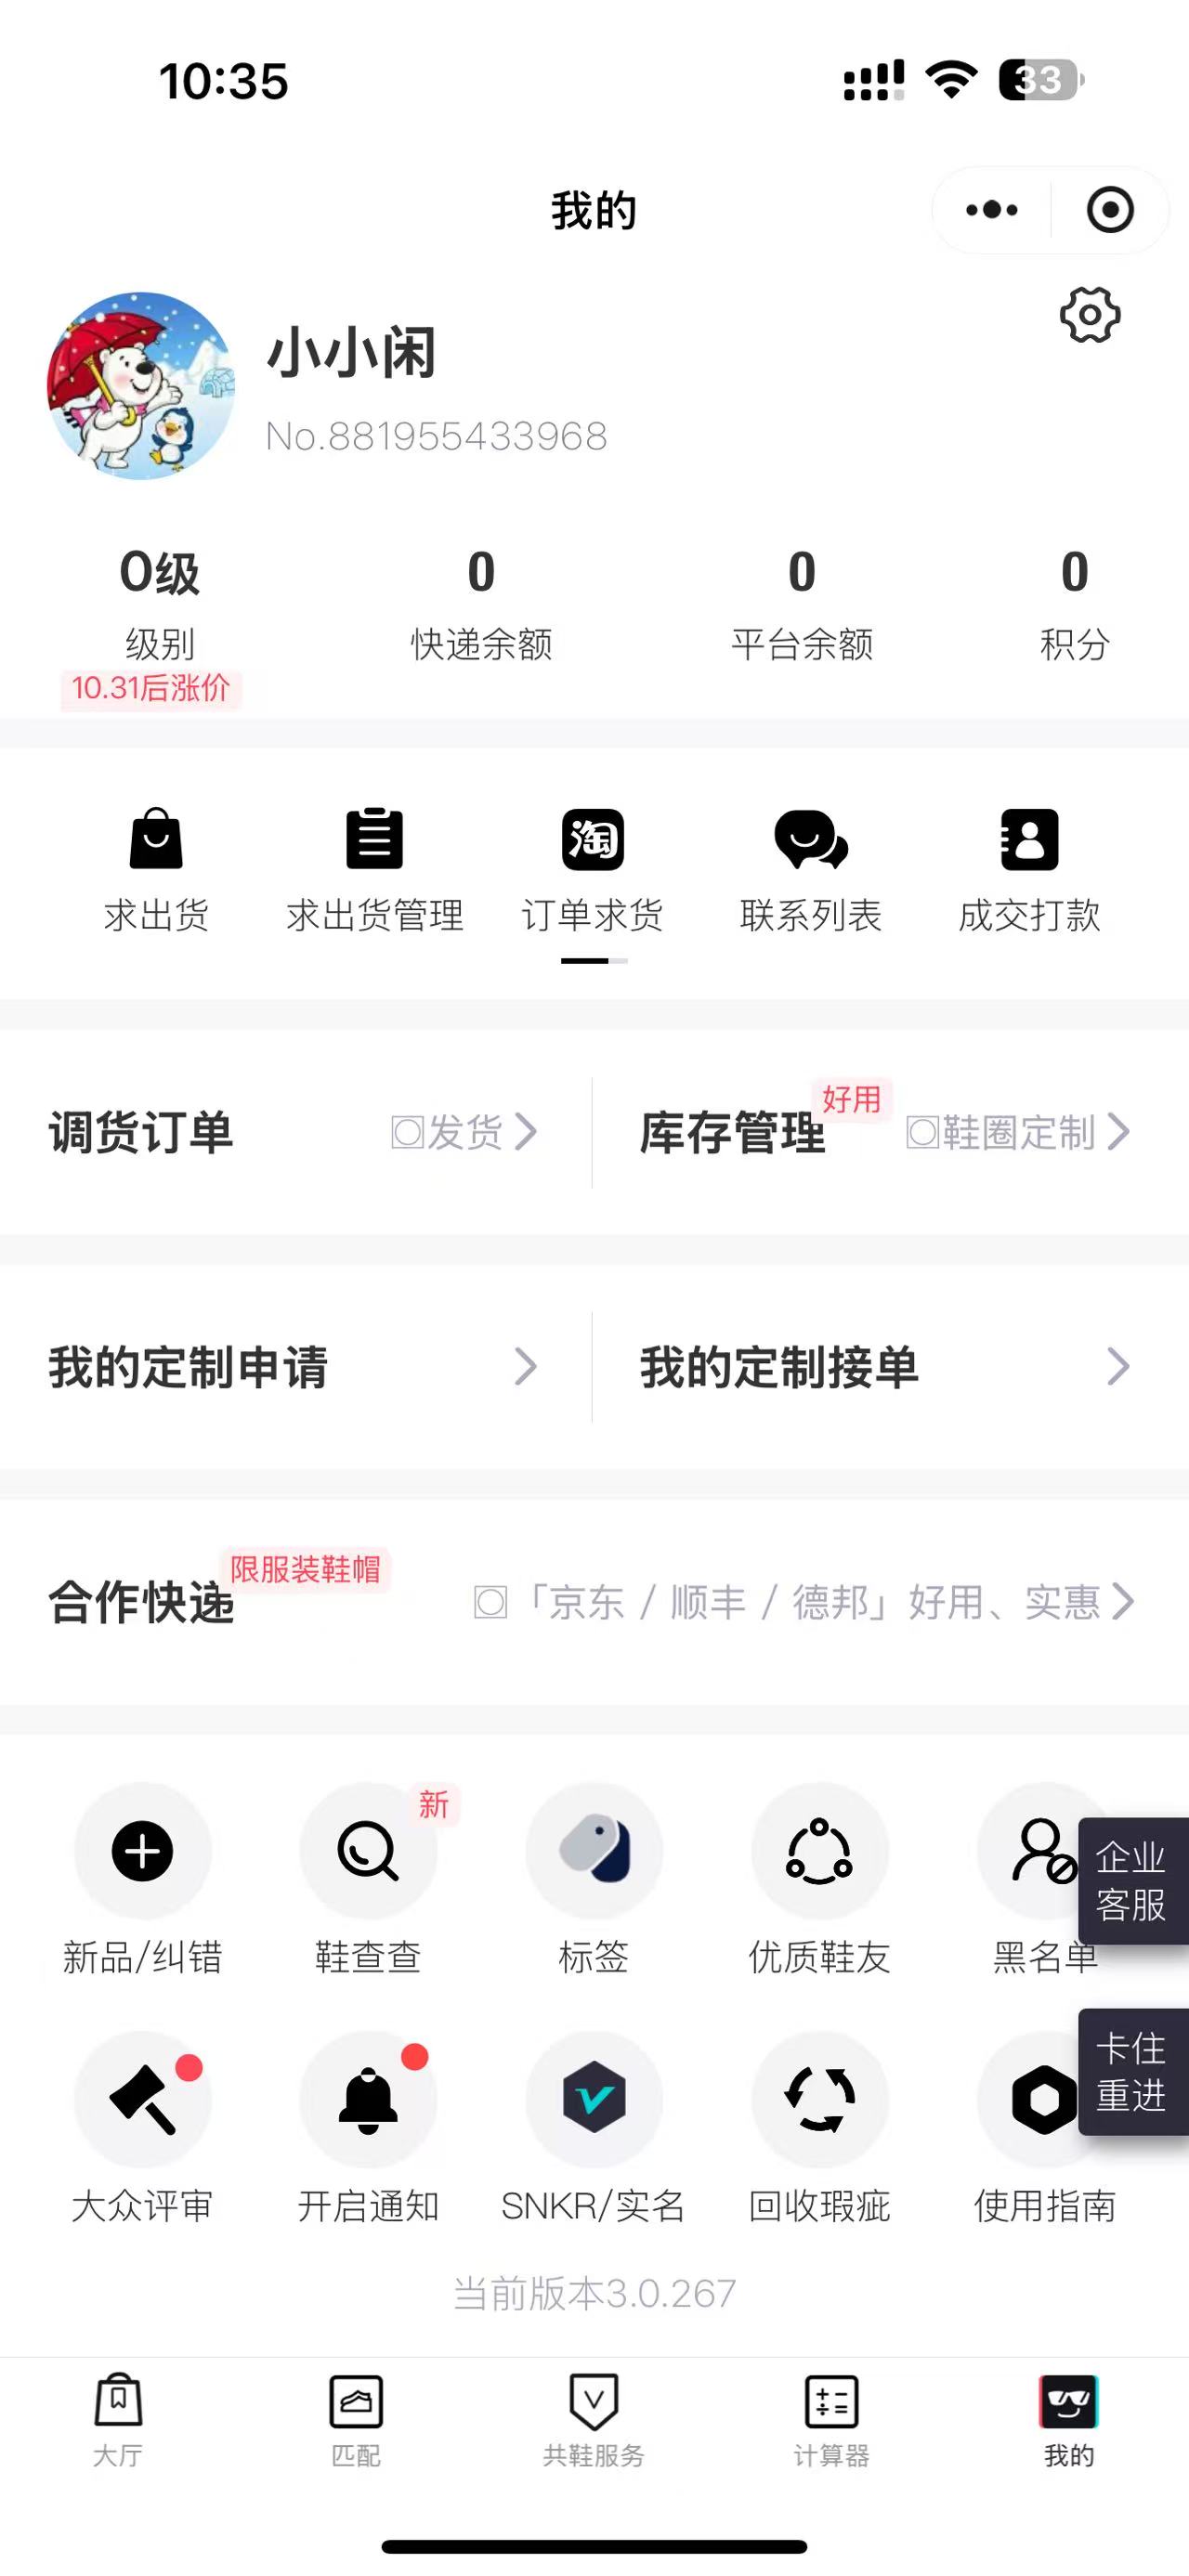 10:35
33
我的
小小闲
No.881955433968
0级
0
0
0
级别
快递余额
平台余额
积分
10.31后涨价
淘
求出货
求出货管理
订单求货
联系列表
成交打款
调货订单
发货
库存管理
好用
鞋圈定制
我的定制申请
我的定制接单
合作快递
限服装鞋帽
「京东 / 顺丰 / 德邦」好用、实惠
新
企业
客服
新品/纠错
鞋查查
标签
优质鞋友
黑名单
卡住
重进
大众评审
开启通知
SNKR/实名
回收瑕疵
使用指南
当前版本3.0.267
大厅
匹配
共鞋服务
计算器
我的